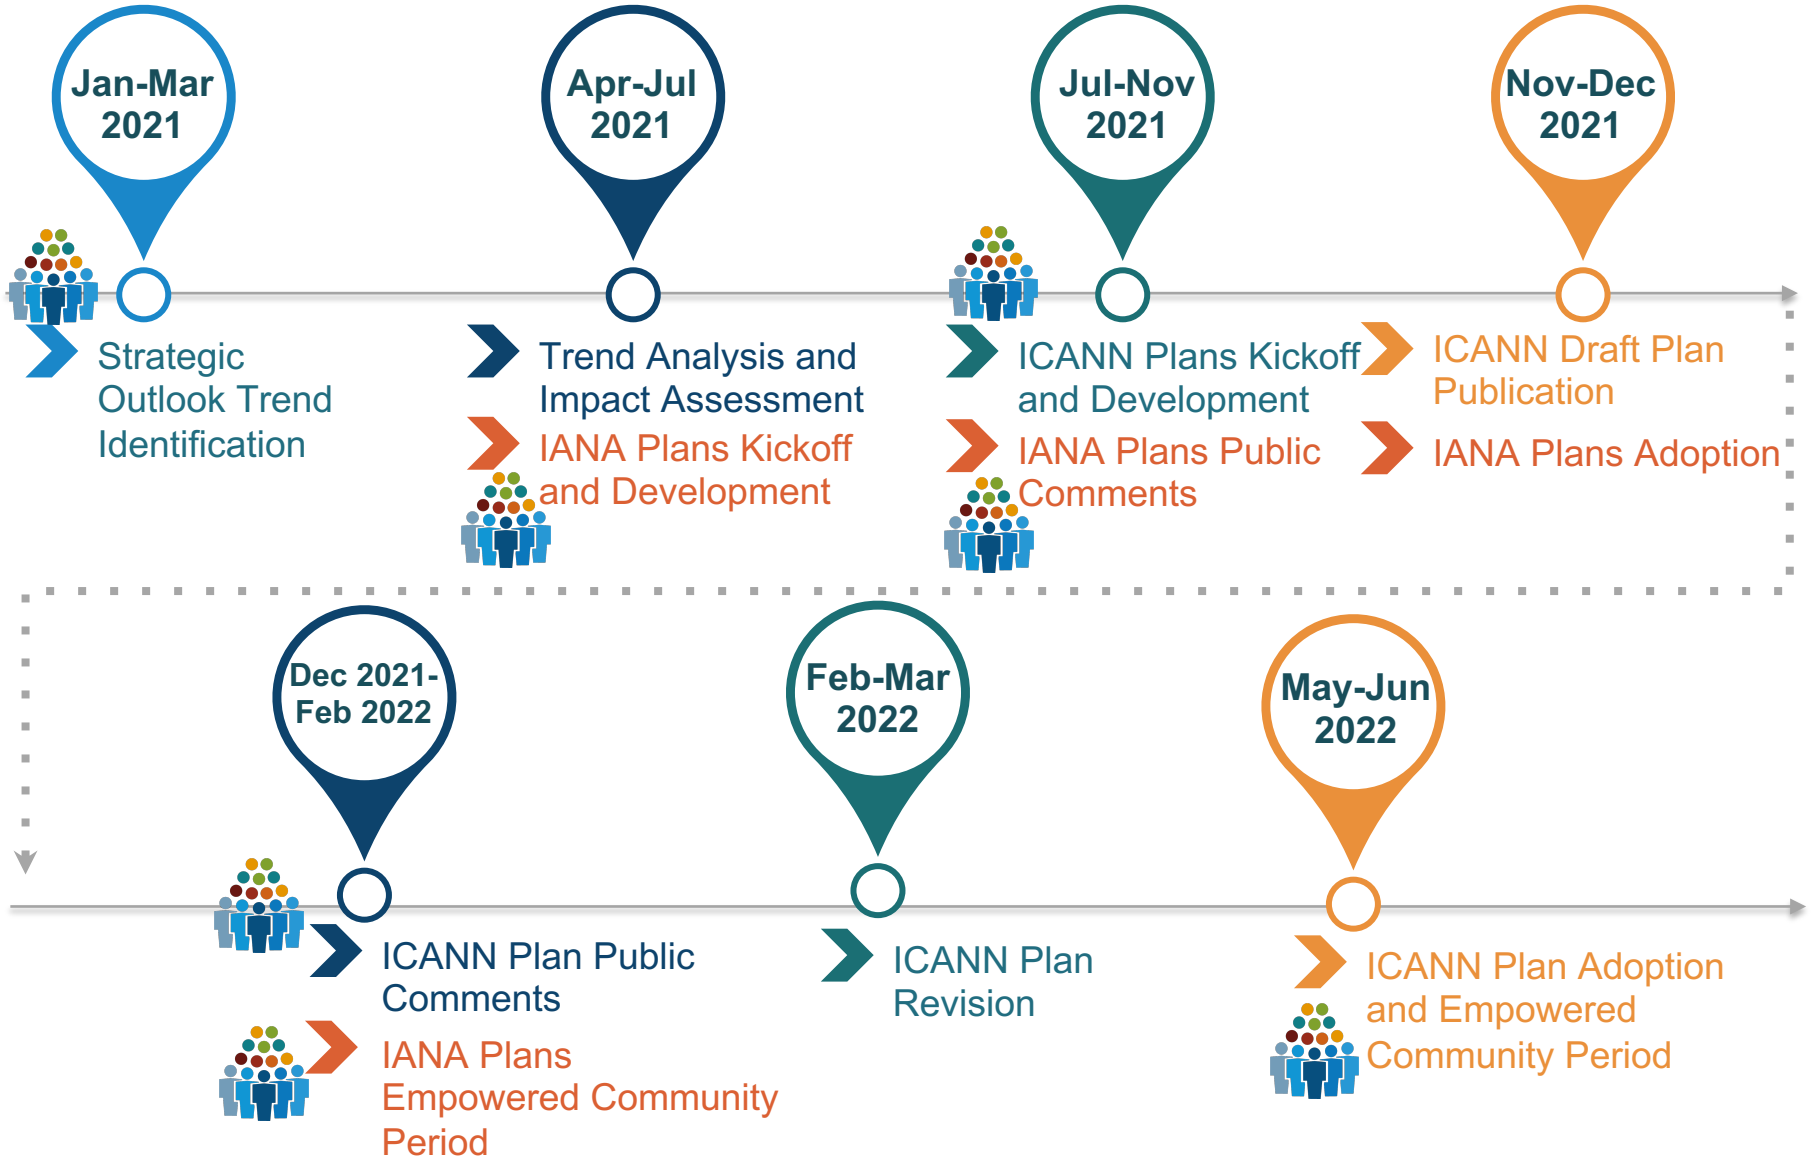 Jan-Mar
2021
Apr-Jul
2021
Jul-Nov
2021
Nov-Dec
2021
Strategic
Outlook Trend
Identification
Trend Analysis and
Impact Assessment
IANA Plans Kickoff
and Development
ICANN Plans Kickoff
and Development
IANA Plans Public
Comments
ICANN Draft Plan
Publication
IANA Plans Adoption
Dec 2021-
Feb 2022
Feb-Mar
2022
May-Jun
2022
ICANN Plan Public
Comments
IANA Plans
Empowered Community
Period
ICANN Plan
Revision
ICANN Plan Adoption
and Empowered
Community Period